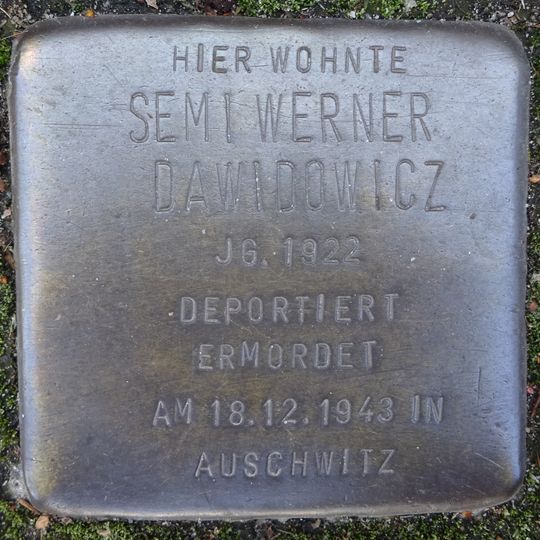 HIER WOHNTE
SEMI WERNER
DAWIDOWICZ
JG. 1922
DEPORTIERT
ERMORDET
AM 18.12.1943 IN
AUSCHWITZ